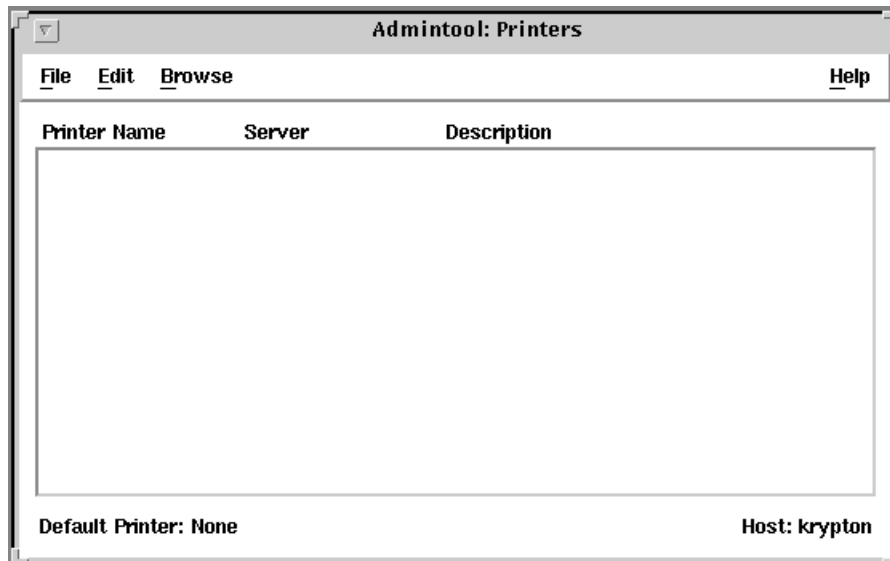 Admintool: Printers
File Edit Browse Help
Printer Name Server Description
Default Printer: None Host: krypton